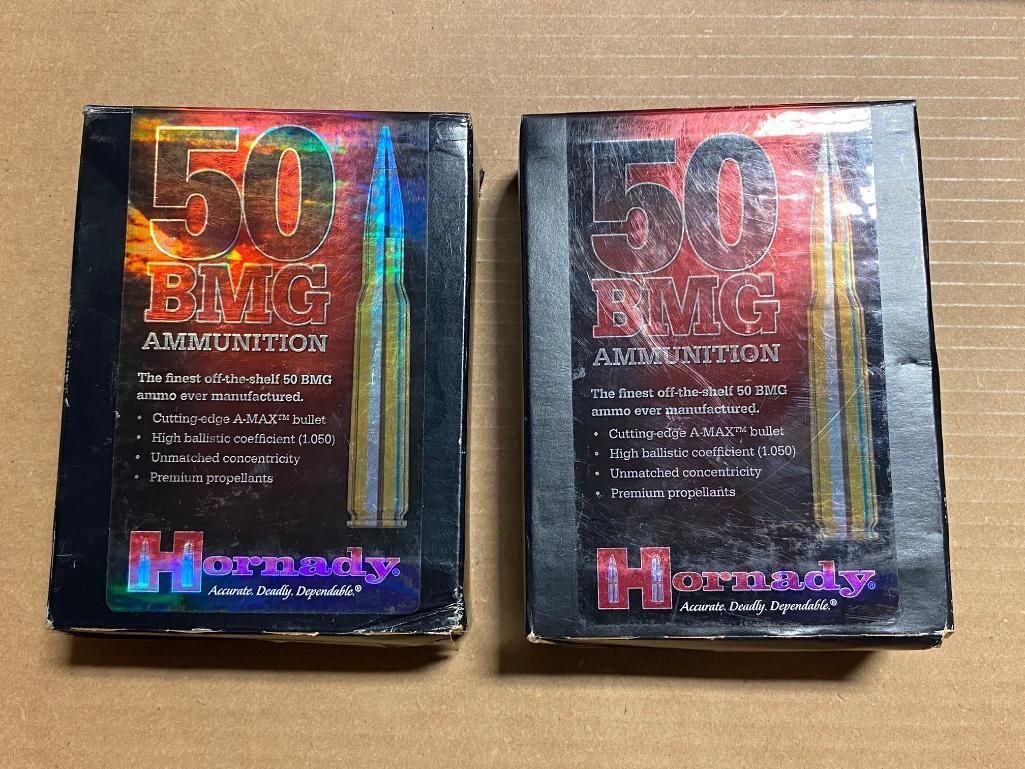 50
BMG
AMMUNITION
The finest off-the-shelf 50 BMG
ammo ever manufactured.
• Cutting-edge A-MAX™ bullet
• High ballistic coefficient (1.050)
• Unmatched concentricity
• Premium propellants
Hornady®
Accurate. Deadly. Dependable.®
50
BMG
AMMUNITION
The finest off-the-shelf 50 BMG
ammo ever manufactured.
• Cutting-edge A-MAX™ bullet
• High ballistic coefficient (1.050)
• Unmatched concentricity
• Premium propellants
Hornady®
Accurate. Deadly. Dependable.®